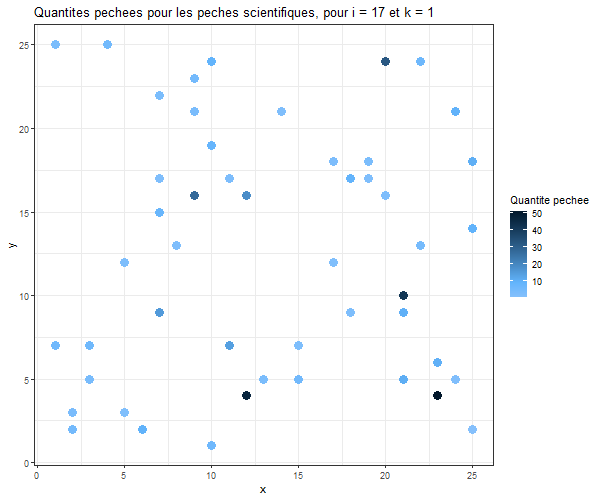 Quantites pechees pour les peches scientifiques, pour i = 17 et k = 1
25
20
15
10
5
0
y
0 5 10 15 20 25
x
Quantite pechee
50
40
30
20
10